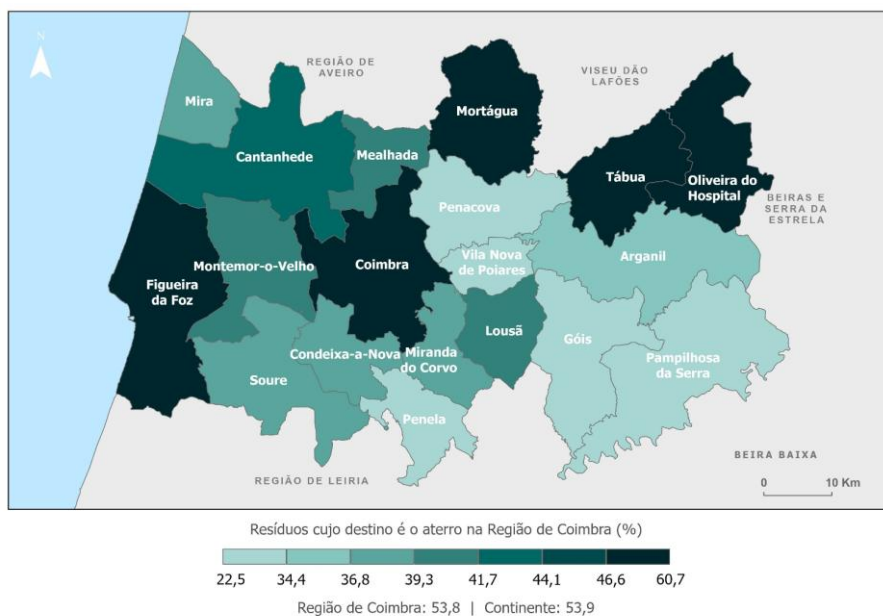 N
REGIÃO DE
AVEIRO
VISEU DÃO
LAFÕES
Mira
Mortágua
Cantanhede
Mealhada
Tábua
Oliveira do
Hospital
BEIRAS E
SERRA DA
ESTRELA
Penacova
Vila Nova
de Poiares
Arganil
Montemor-o-Velho
Coimbra
Figueira
da Foz
Lousã
Góis
Condeixa-a-Nova
Miranda
do Corvo
Pampilhosa
da Serra
Soure
Penela
BEIRA BAIXA
REGIÃO DE LEIRIA
0 10 Km
Resíduos cujo destino é o aterro na Região de Coimbra (%)
22,5 34,4 36,8 39,3 41,7 44,1 46,6 60,7
Região de Coimbra: 53,8 | Continente: 53,9